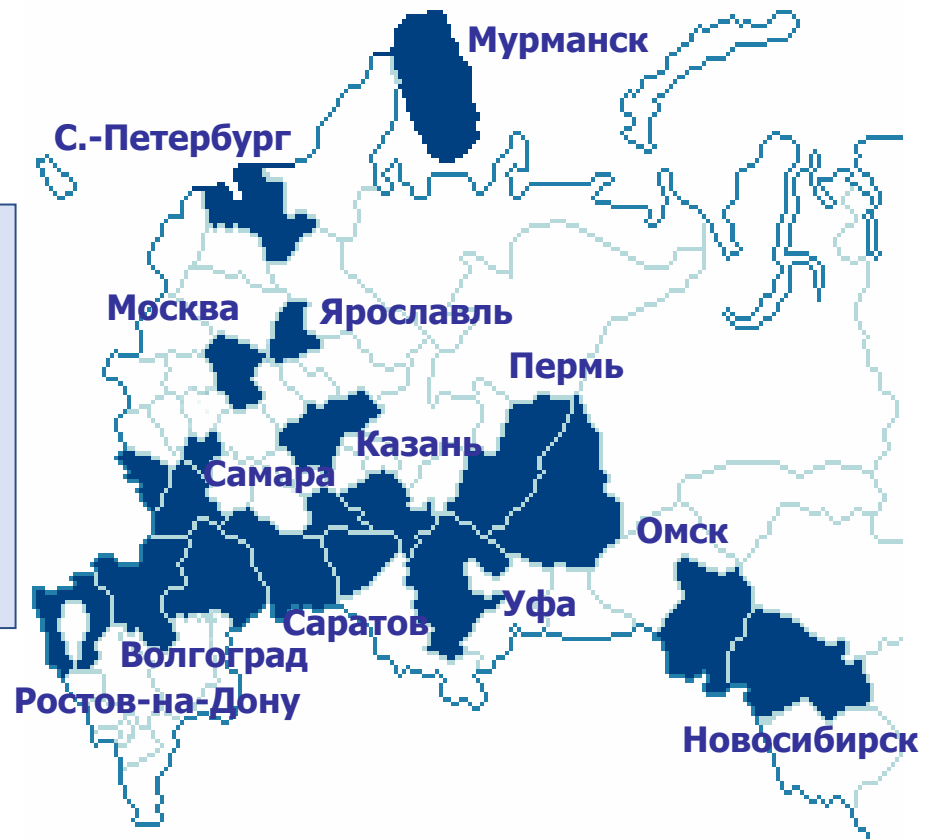 Мурманск
С.-Петербург
Москва
Ярославль
Пермь
Казань
Самара
Омск
Уфа
Саратов
Волгоград
Ростов-на-Дону
Новосибирск